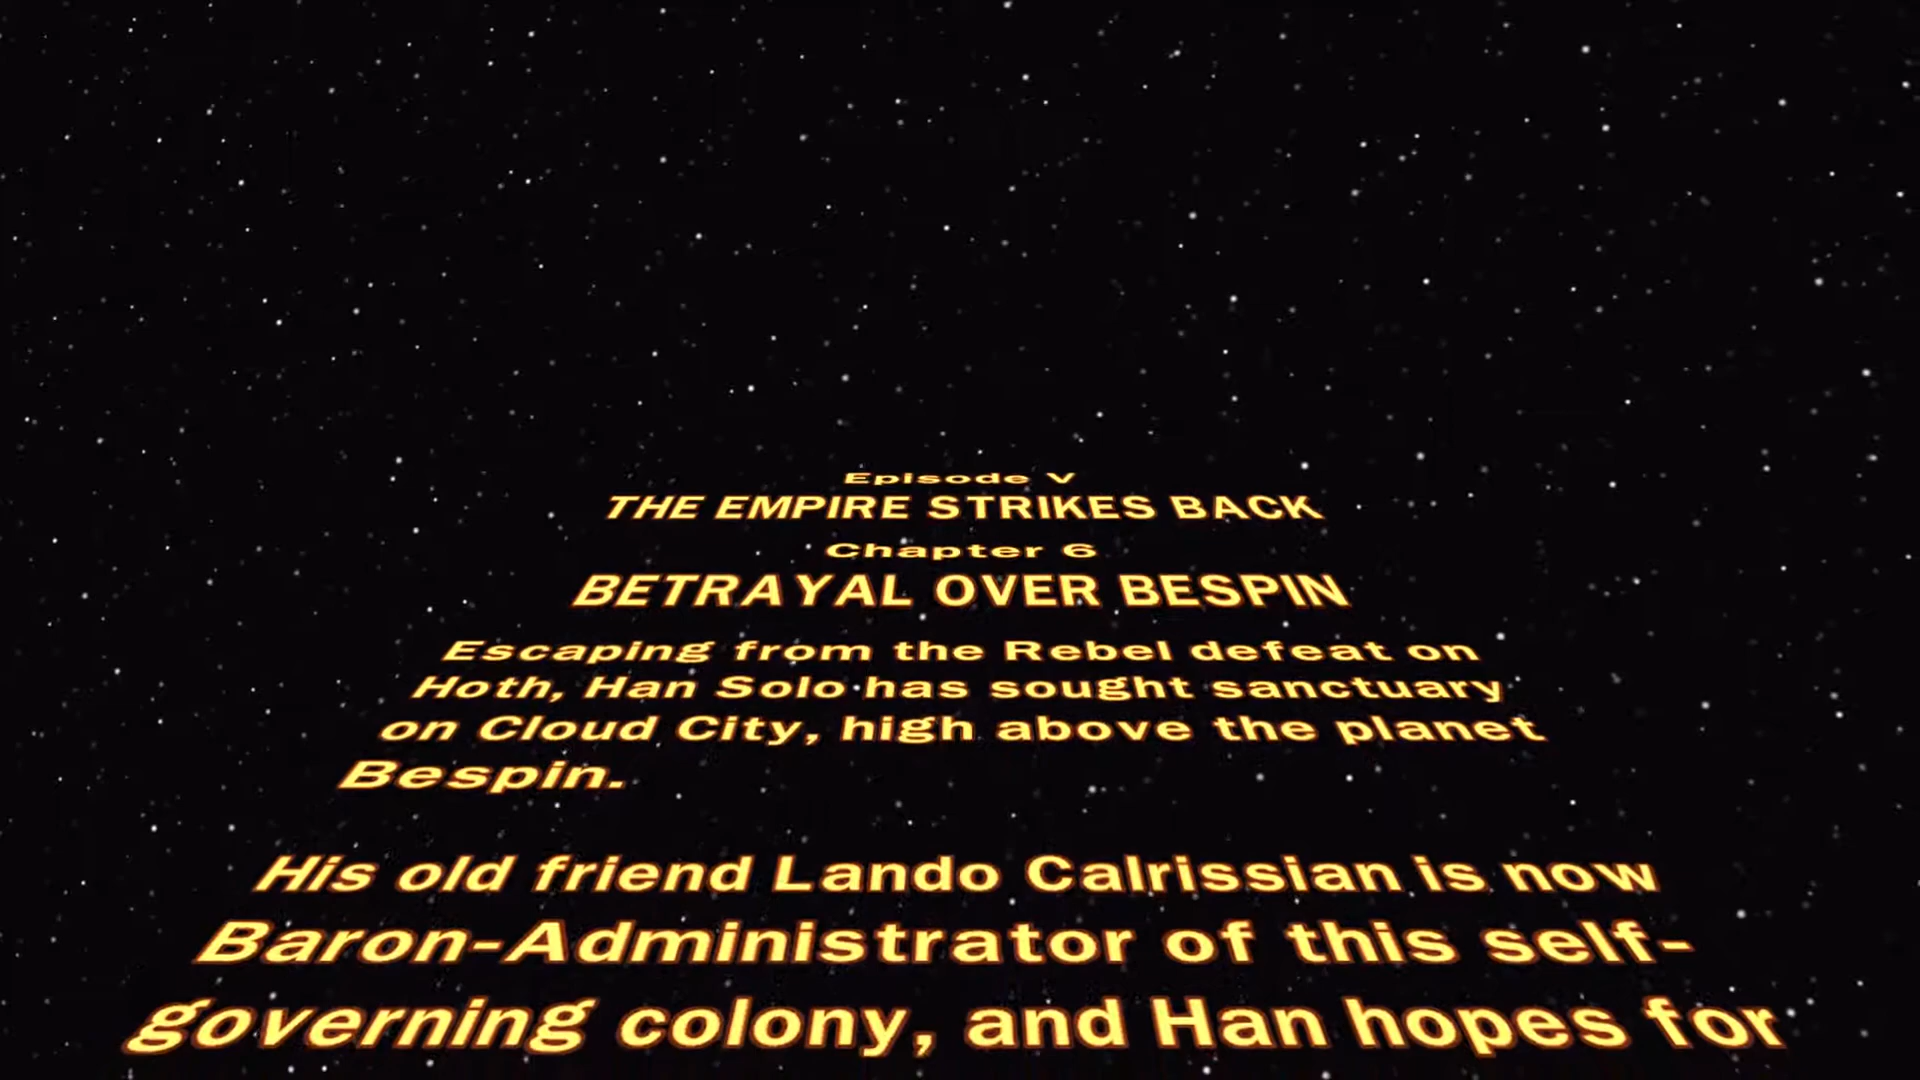 Episode V
THE EMPIRE STRIKES BACK
Chapter 6
BETRAYAL OVER BESPIN
Escaping from the Rebel defeat on
Hoth, Han Solo has sought sanctuary
on Cloud City, high above the planet
Bespin.
His old friend Lando Calrissian is now
Baron-Administrator of this self-
governing colony, and Han hopes for